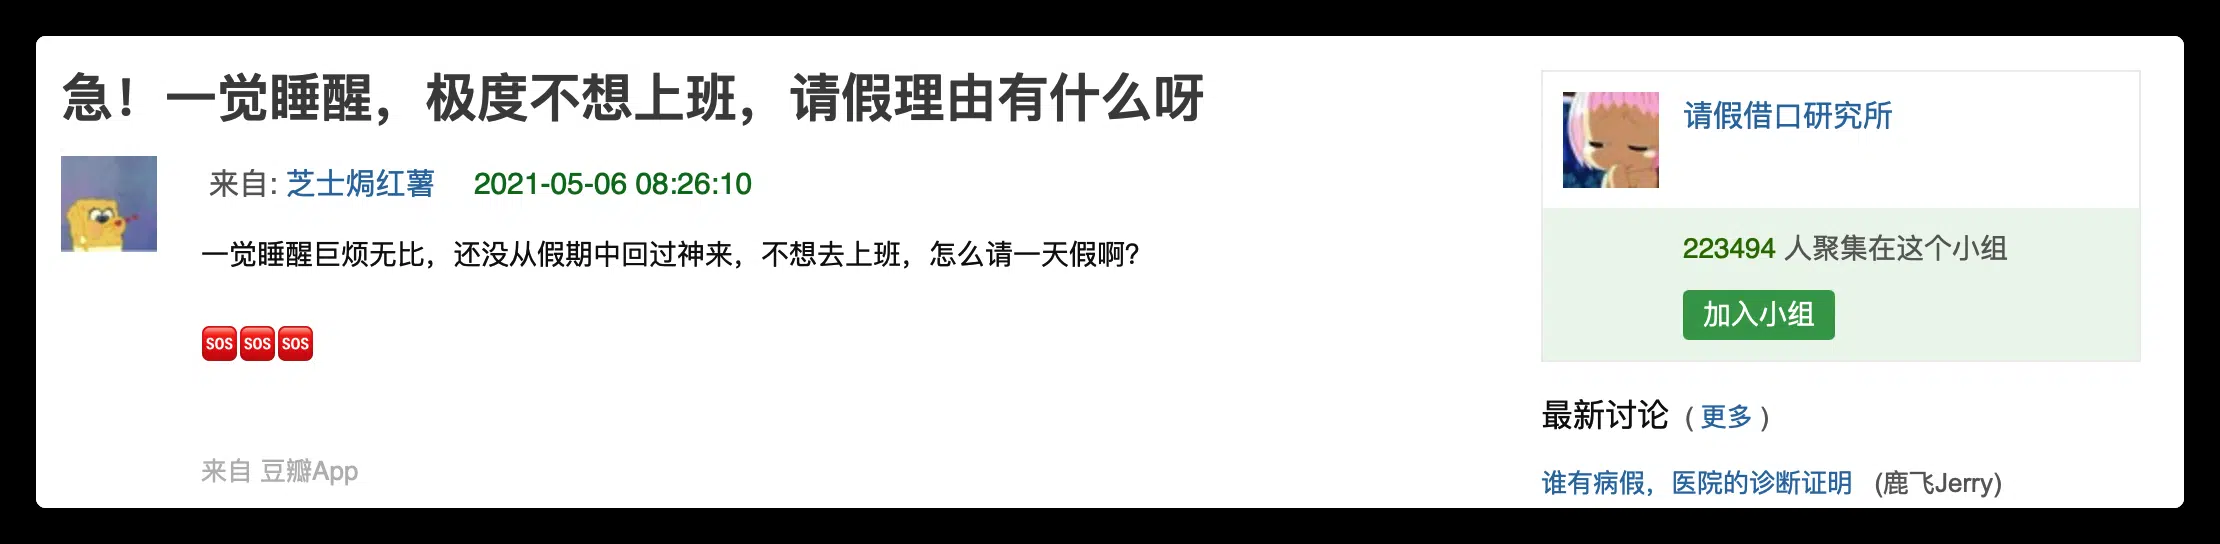 急！一觉睡醒，极度不想上班，请假理由有什么呀
来自: 芝士焗红薯 2021-05-06 08:26:10
一觉睡醒巨烦无比，还没从假期中回过神来，不想去上班，怎么请一天假啊？
SOS SOS SOS
来自 豆瓣App
请假借口研究所
223494 人聚集在这个小组
加入小组
最新讨论 ( 更多 )
谁有病假，医院的诊断证明 (鹿飞Jerry)